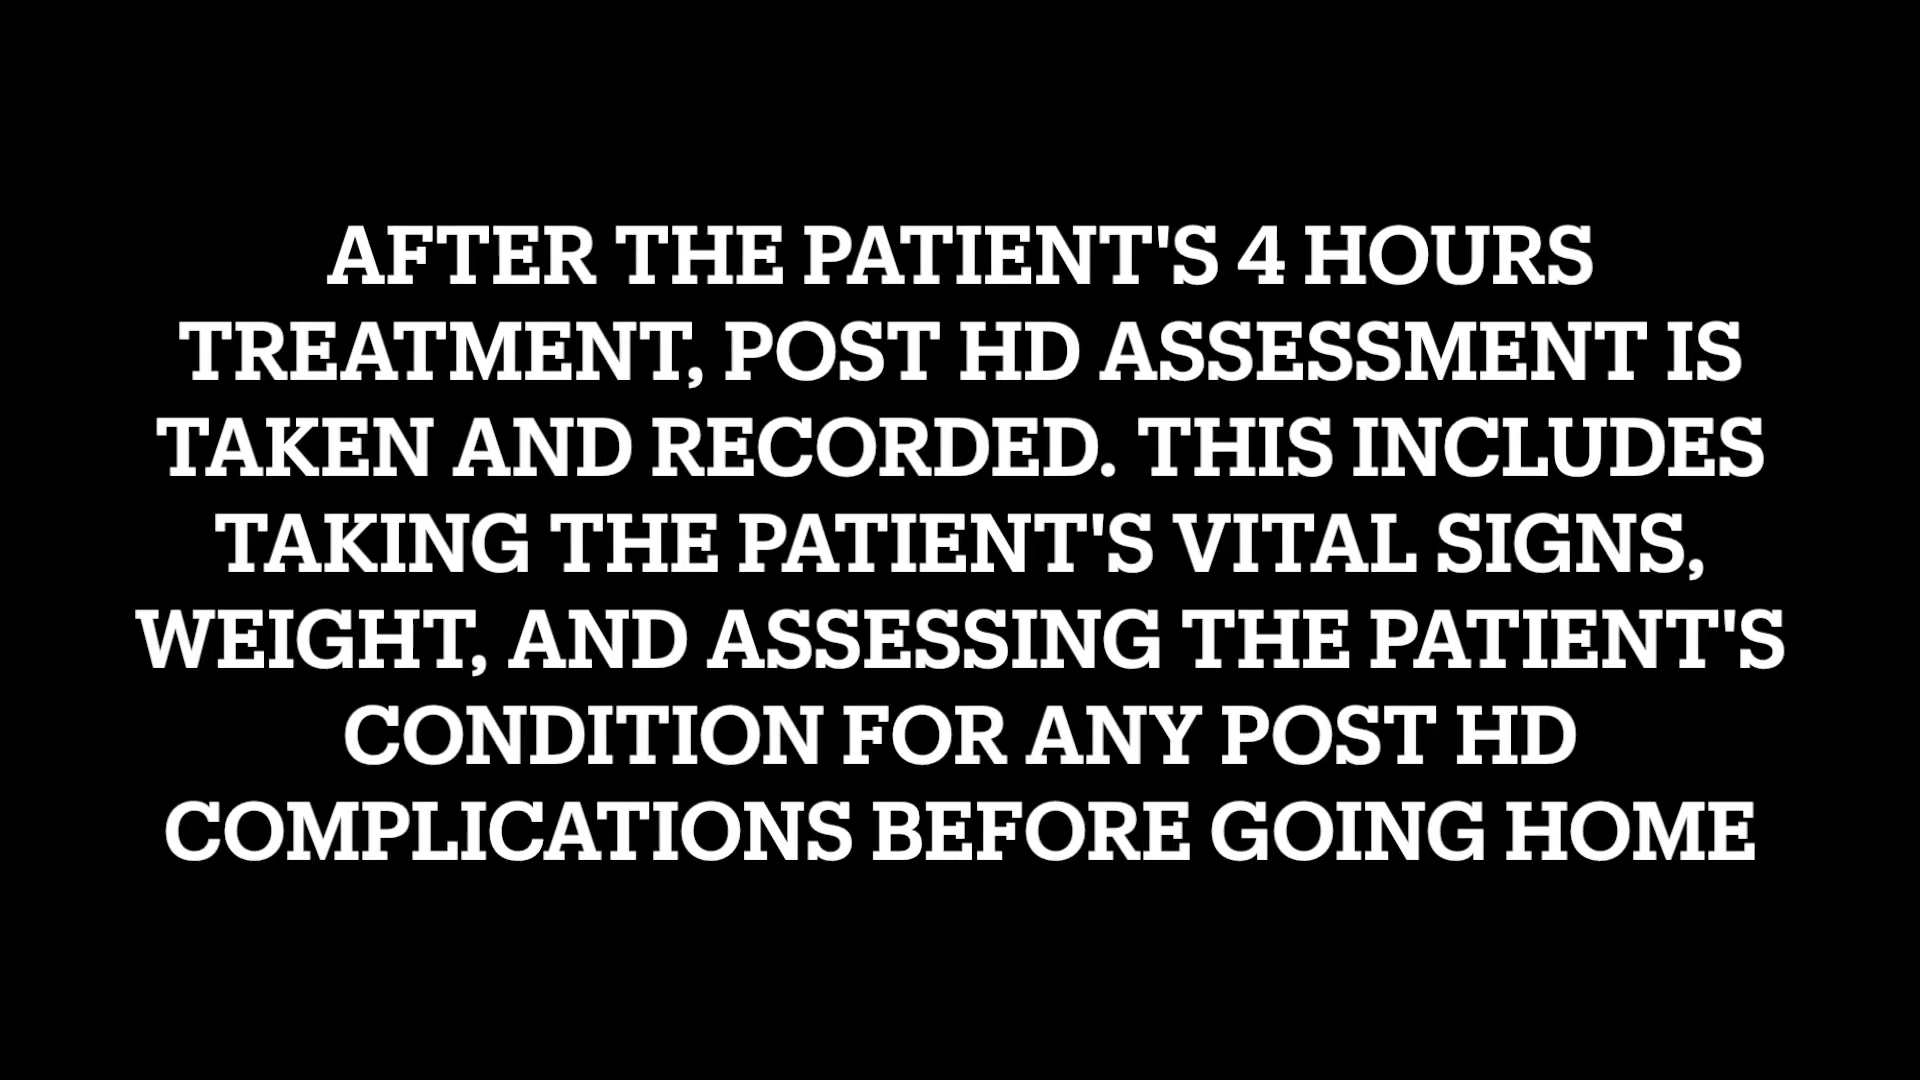 AFTER THE PATIENT'S 4 HOURS
TREATMENT, POST HD ASSESSMENT IS
TAKEN AND RECORDED. THIS INCLUDES
TAKING THE PATIENT'S VITAL SIGNS,
WEIGHT, AND ASSESSING THE PATIENT'S
CONDITION FOR ANY POST HD
COMPLICATIONS BEFORE GOING HOME